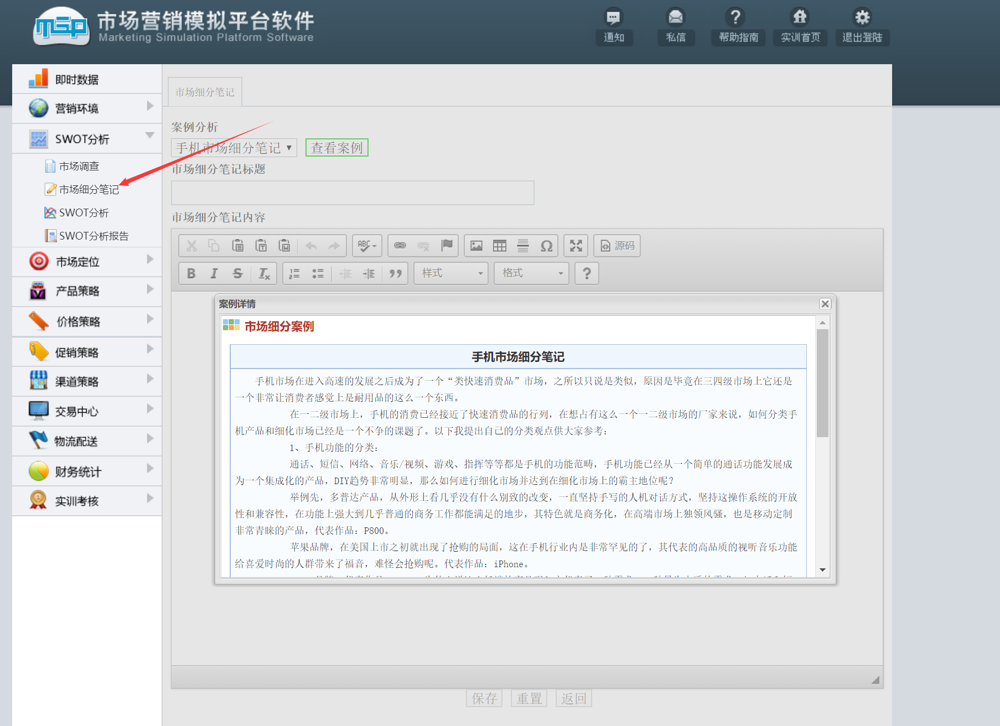 msp 市场营销模拟平台软件
Marketing Simulation Platform Software
通知 私信 帮助指南 实训首页 退出登陆
即时数据
营销环境
SWOT分析
市场调查
市场细分笔记
SWOT分析
SWOT分析报告
市场定位
产品策略
价格策略
促销策略
渠道策略
交易中心
物流配送
财务统计
实训考核
市场细分笔记
案例分析
手机市场细分笔记 查看案例
市场细分笔记标题
市场细分笔记内容
ABC 源码
B I S Tx 样式 格式 ?
案例详情
市场细分案例
手机市场细分笔记
手机市场在进入高速的发展之后成为了一个“类快速消费品”市场，之所以只说是类似，原因是毕竟在三四级市场上它还是
一个非常让消费者感觉上是耐用品的这么一个东西。
在一二级市场上，手机的消费已经接近了快速消费品的行列，在想占有这么一个一二级市场的厂家来说，如何分类手
机产品和细化市场已经是一个不争的课题了。以下我提出自己的分类观点供大家参考：
1、手机功能的分类：
通话、短信、网络、音乐/视频、游戏、指挥等等都是手机的功能范畴，手机功能已经从一个简单的通话功能发展成
为一个集成化的产品，DIY趋势非常明显，那么如何进行细化市场并达到在细化市场上的霸主地位呢？
举例先，多普达产品，从外形上看几乎没有什么别致的改变，一直坚持手写的人机对话方式，坚持这操作系统的开放
性和兼容性，在功能上强大到几乎普通的商务工作都能满足的地步，其特色就是商务化，在高端市场上独领风骚，也是移动定制
非常青睐的产品，代表作品：P800。
苹果品牌，在美国上市之初就出现了抢购的局面，这在手机行业内是非常罕见的了，其代表的高品质的视听音乐功能
给喜爱时尚的人群带来了福音，难怪会抢购呢。代表作品：iPhone。
保存 重置 返回